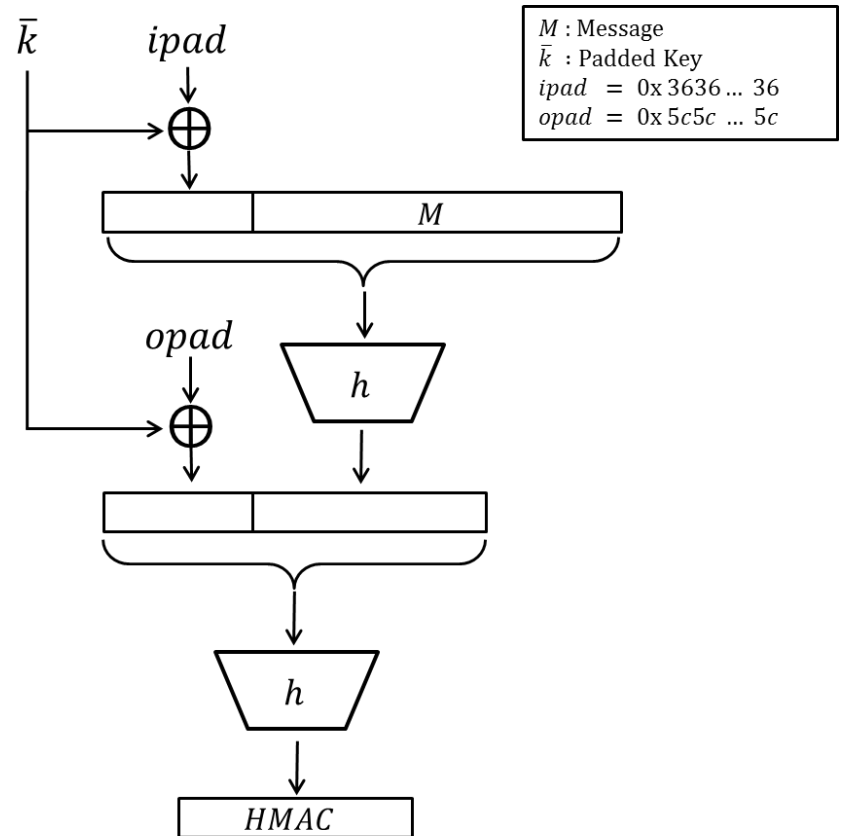 k̄
ipad
M : Message
k̄ : Padded Key
ipad = 0x 3636 … 36
opad = 0x 5c5c … 5c
⊕
M
opad
h
⊕
h
HMAC